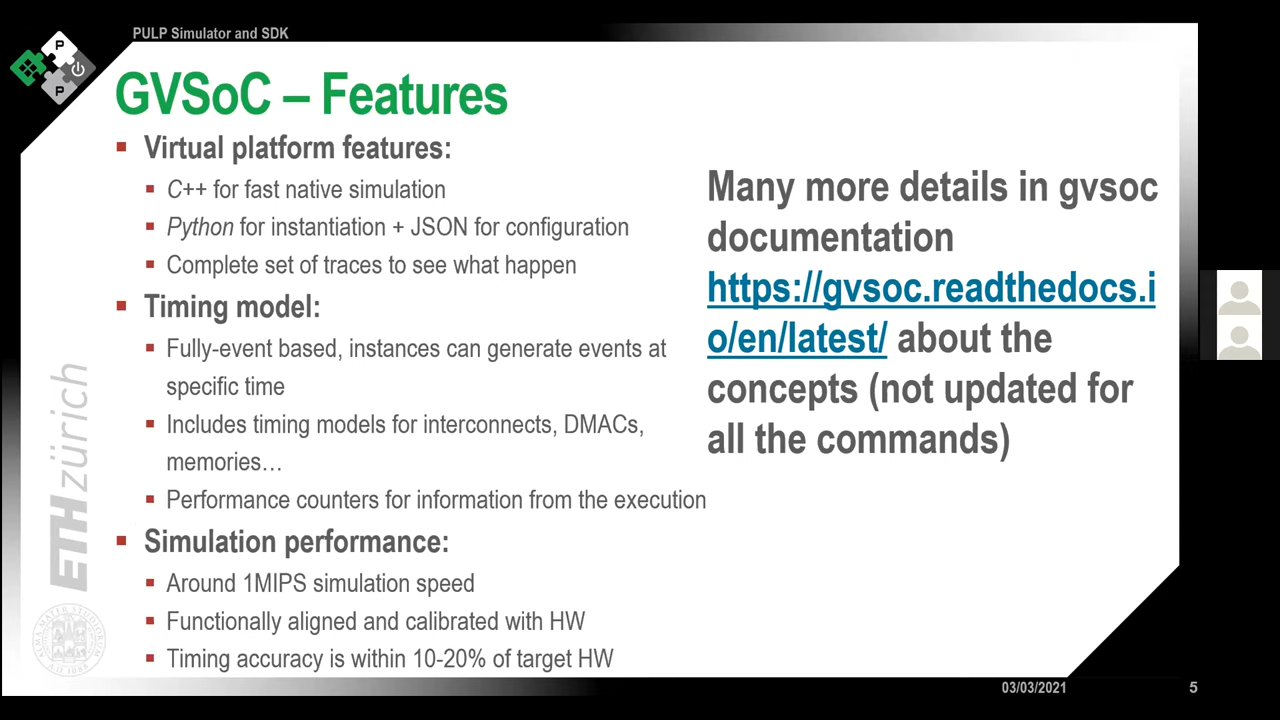 PULP Simulator and SDK
P
P
GVSoC – Features
Virtual platform features:
C++ for fast native simulation
Python for instantiation + JSON for configuration
Complete set of traces to see what happen
Timing model:
Fully-event based, instances can generate events at
specific time
Includes timing models for interconnects, DMACs,
memories…
Performance counters for information from the execution
Simulation performance:
Around 1MIPS simulation speed
Functionally aligned and calibrated with HW
Timing accuracy is within 10-20% of target HW
Many more details in gvsoc
documentation
https://gvsoc.readthedocs.i
o/en/latest/ about the
concepts (not updated for
all the commands)
ETH zürich
ALMA MATER STUDIORUM
A.D. 1088
03/03/2021
5